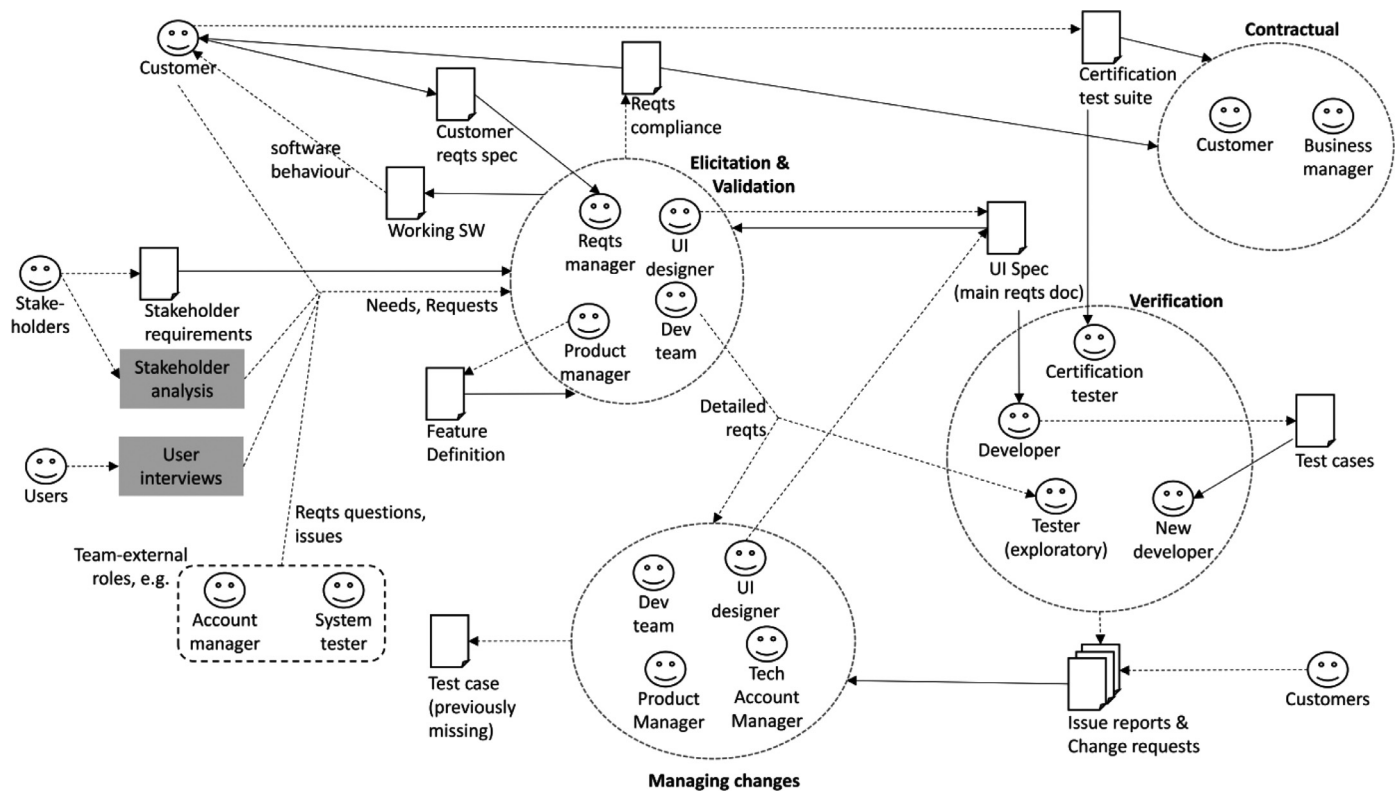 Customer
Certification
test suite
Contractual
Customer
Business
manager
Reqts
compliance
Customer
reqts spec
software
behaviour
Working SW
Elicitation &
Validation
Reqts
manager
UI
designer
Product
manager
Dev
team
UI Spec
(main reqts doc)
Stake-
holders
Stakeholder
requirements
Needs, Requests
Stakeholder
analysis
Users
User
interviews
Feature
Definition
Detailed
reqts
Verification
Certification
tester
Developer
Test cases
Tester
(exploratory)
New
developer
Reqts questions,
issues
Team-external
roles, e.g.
Account
manager
System
tester
Test case
(previously
missing)
Dev
team
UI
designer
Product
Manager
Tech
Account
Manager
Managing changes
Issue reports &
Change requests
Customers